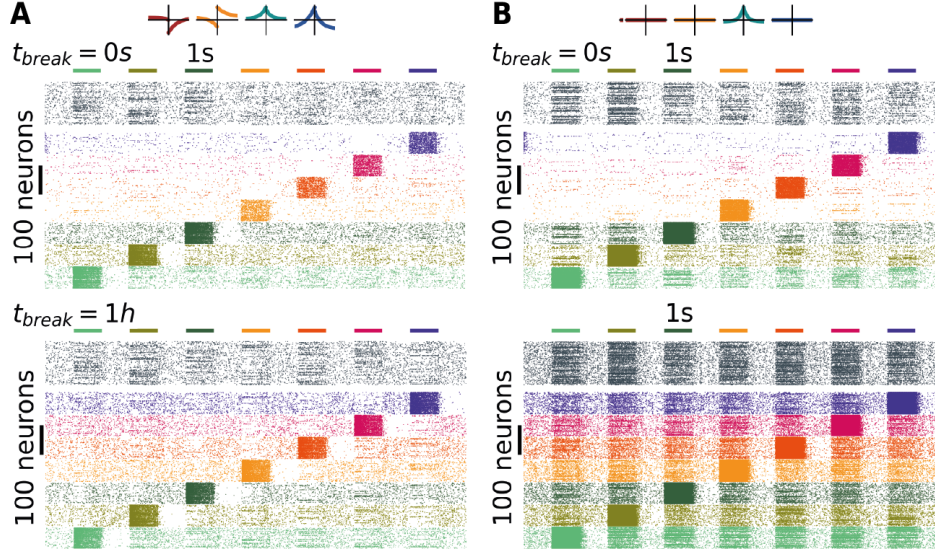 A
t_break = 0s 1s
100 neurons
t_break = 1h
100 neurons
B
t_break = 0s 1s
100 neurons
1s
100 neurons